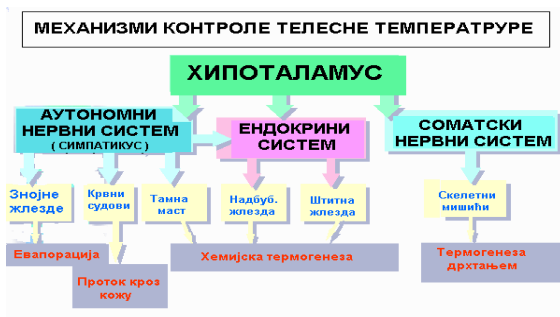 МЕХАНИЗМИ КОНТРОЛЕ ТЕЛЕСНЕ ТЕМПЕРАТРУРЕ
ХИПОТАЛАМУС
АУТОНОМНИ
НЕРВНИ СИСТЕМ
( СИМПАТИКУС )
ЕНДОКРИНИ
СИСТЕМ
СОМАТСКИ
НЕРВНИ СИСТЕМ
Знојне
жлезде
Крвни
судови
Тамна
маст
Надбуб.
жлезда
Штитна
жлезда
Скелетни
мишићи
Евапорација
Проток кроз
кожу
Хемијска термогенеза
Термогенеза
дрхтањем